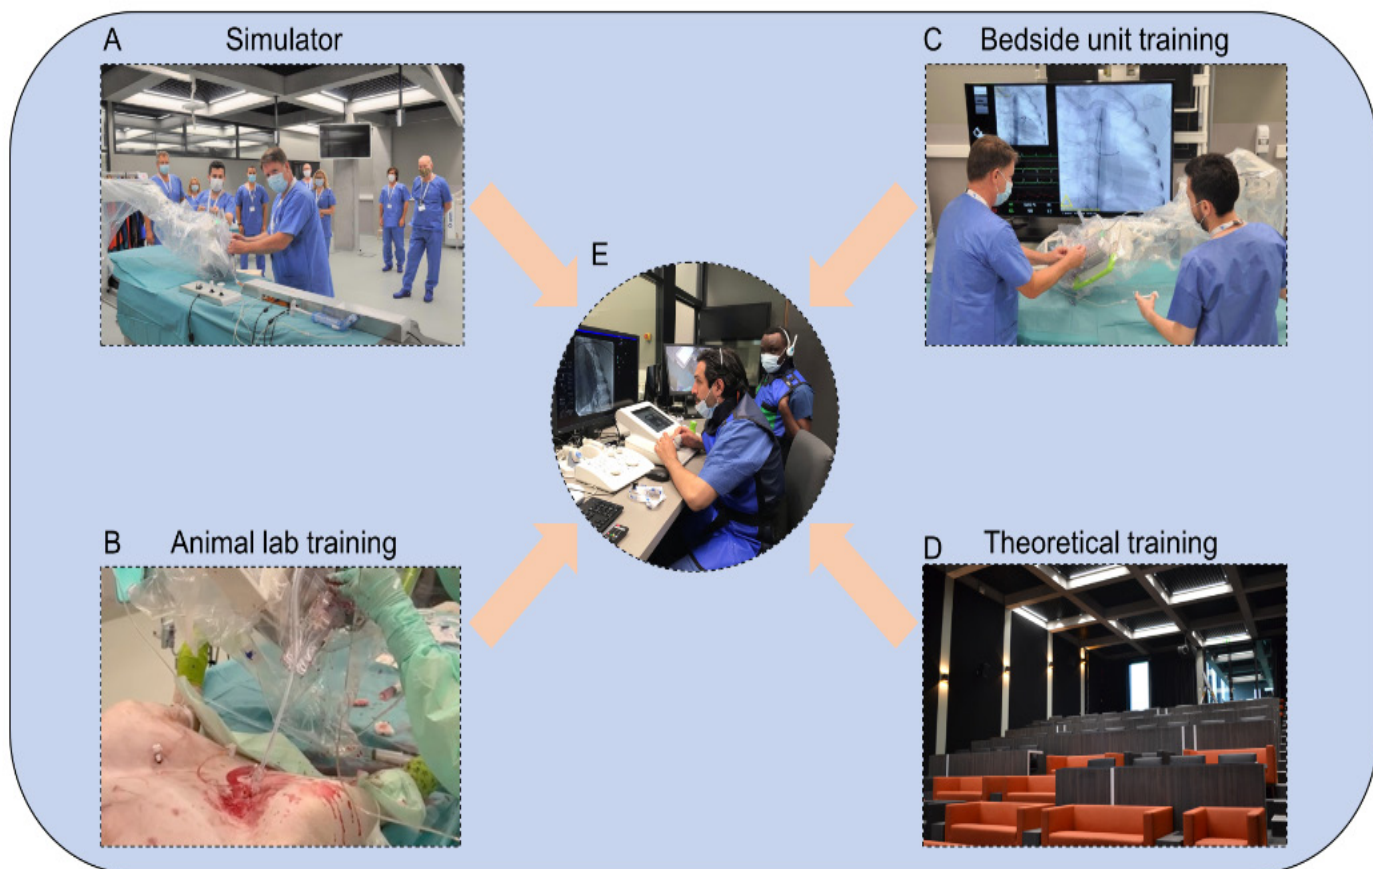 A Simulator
C Bedside unit training
E
B Animal lab training
D Theoretical training